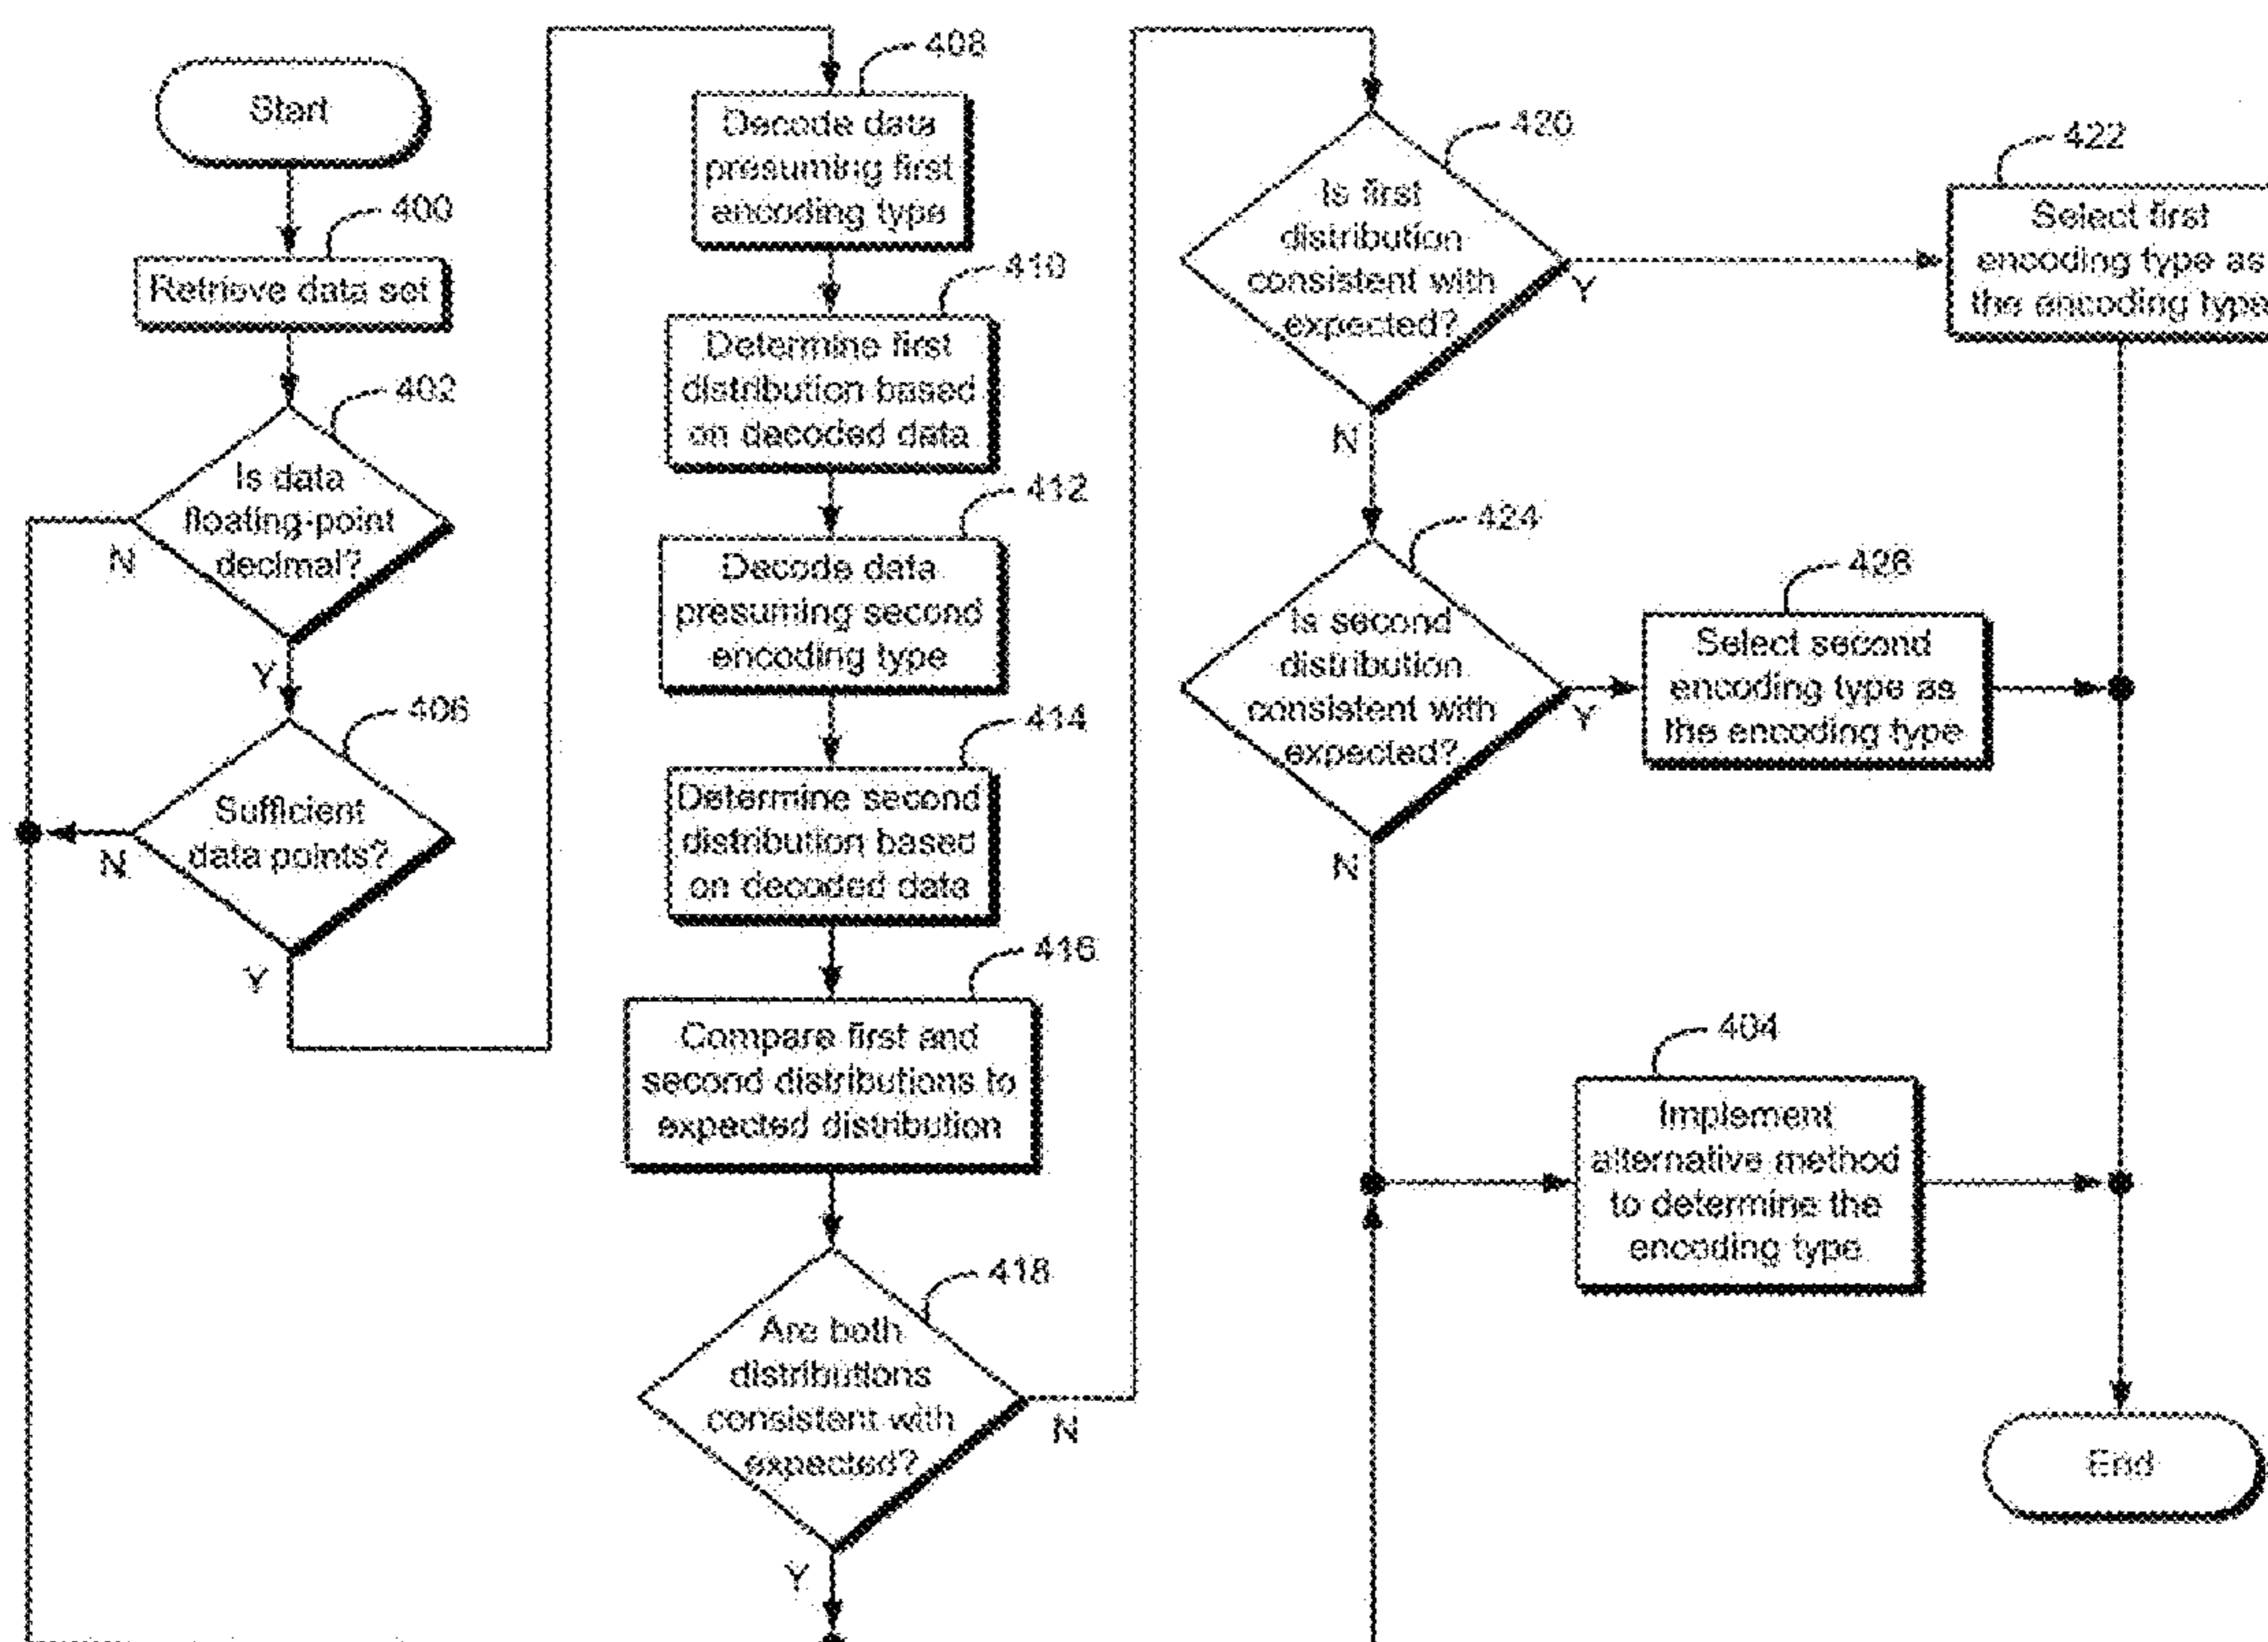 Start
400
Retrieve data set
402
Is data
floating-point
decimal?
N
Y
406
Sufficient
data points?
N
Y
408
Decode data
presuming first
encoding type
410
Determine first
distribution based
on decoded data
412
Decode data
presuming second
encoding type
414
Determine second
distribution based
on decoded data
416
Compare first and
second distributions to
expected distribution
418
Are both
distributions
consistent with
expected?
N
Y
420
Is first
distribution
consistent with
expected?
Y
N
422
Select first
encoding type as
the encoding type
424
Is second
distribution
consistent with
expected?
Y
N
426
Select second
encoding type as
the encoding type
404
Implement
alternative method
to determine the
encoding type
End